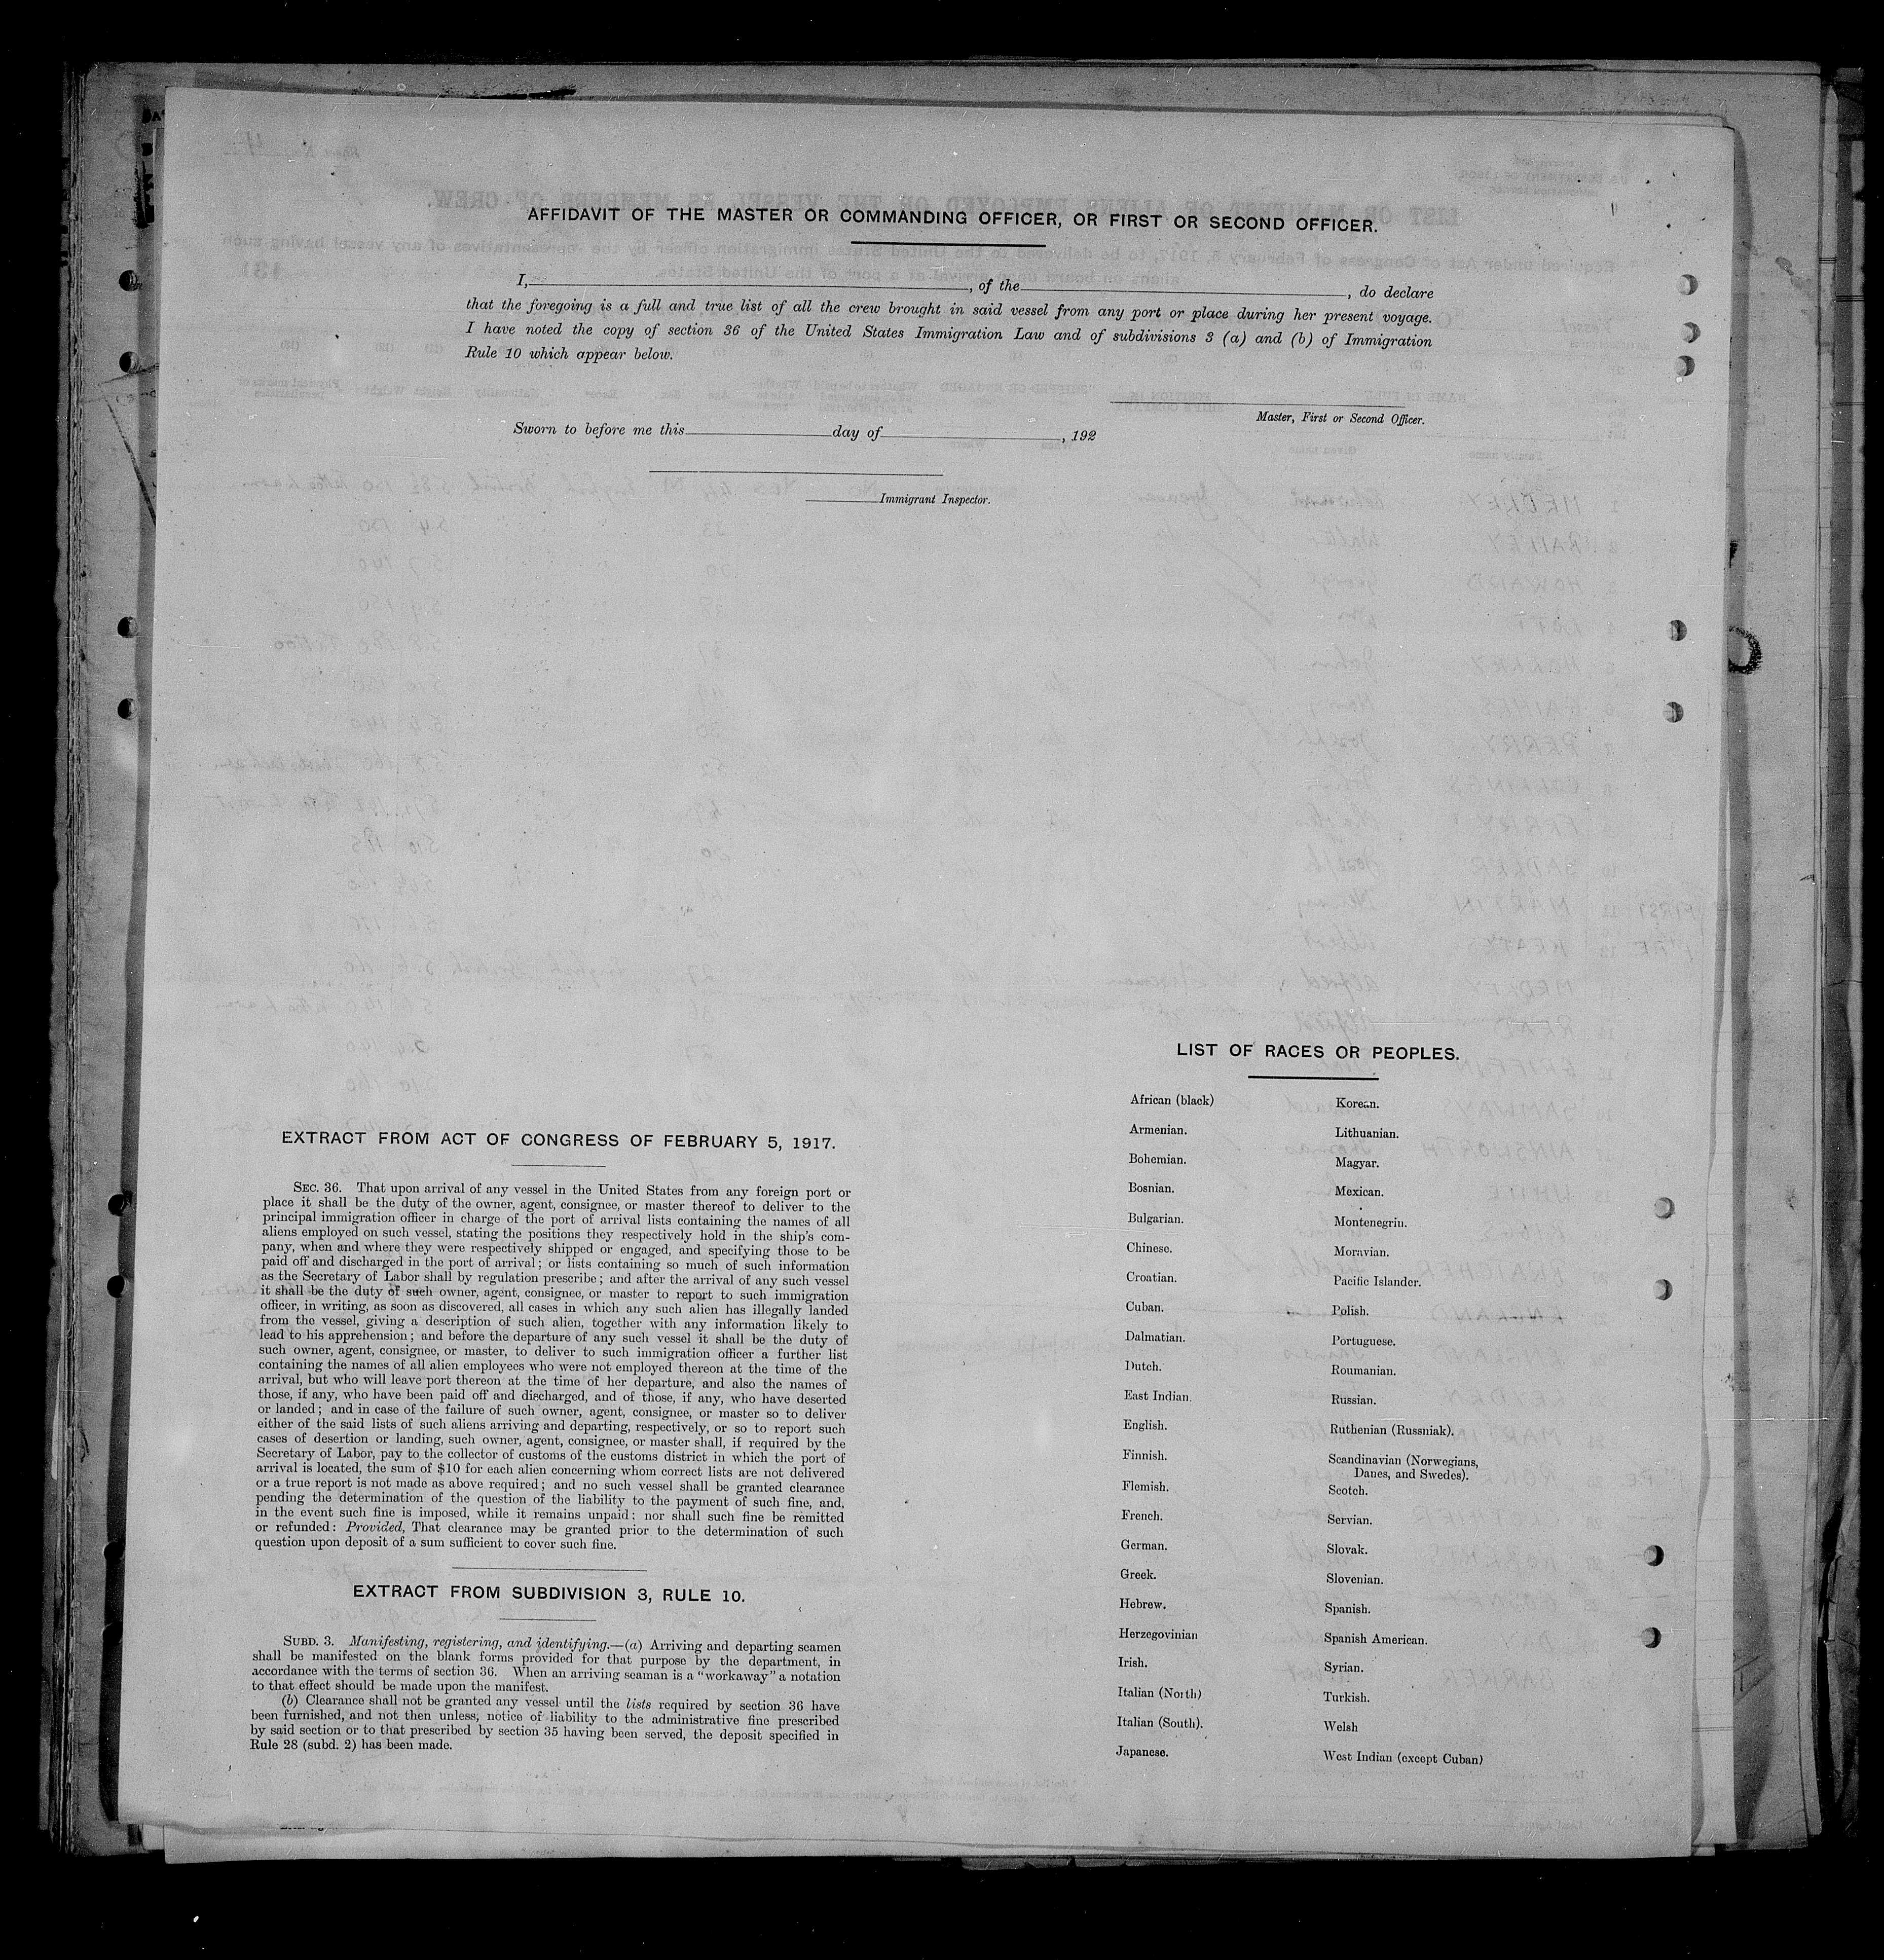 AFFIDAVIT OF THE MASTER OR COMMANDING OFFICER, OR FIRST OR SECOND OFFICER.
I, , of the , do declare
that the foregoing is a full and true list of all the crew brought in said vessel from any port or place during her present voyage.
I have noted the copy of section 36 of the United States Immigration Law and of subdivisions 3 (a) and (b) of Immigration
Rule 10 which appear below.
Master, First or Second Officer.
Sworn to before me this day of , 192
Immigrant Inspector.
EXTRACT FROM ACT OF CONGRESS OF FEBRUARY 5, 1917.
SEC. 36. That upon arrival of any vessel in the United States from any foreign port or
place it shall be the duty of the owner, agent, consignee, or master thereof to deliver to the
principal immigration officer in charge of the port of arrival lists containing the names of all
aliens employed on such vessel, stating the positions they respectively hold in the ship's com-
pany, when and where they were respectively shipped or engaged, and specifying those to be
paid off and discharged in the port of arrival; or lists containing so much of such information
as the Secretary of Labor shall by regulation prescribe; and after the arrival of any such vessel
it shall be the duty of such owner, agent, consignee, or master to report to such immigration
officer, in writing, as soon as discovered, all cases in which any such alien has illegally landed
from the vessel, giving a description of such alien, together with any information likely to
lead to his apprehension; and before the departure of any such vessel it shall be the duty of
such owner, agent, consignee, or master, to deliver to such immigration officer a further list
containing the names of all alien employees who were not employed thereon at the time of the
arrival, but who will leave port thereon at the time of her departure, and also the names of
those, if any, who have been paid off and discharged, and of those, if any, who have deserted
or landed; and in case of the failure of such owner, agent, consignee, or master so to deliver
either of the said lists of such aliens arriving and departing, respectively, or so to report such
cases of desertion or landing, such owner, agent, consignee, or master shall, if required by the
Secretary of Labor, pay to the collector of customs of the customs district in which the port of
arrival is located, the sum of $10 for each alien concerning whom correct lists are not delivered
or a true report is not made as above required; and no such vessel shall be granted clearance
pending the determination of the question of the liability to the payment of such fine, and,
in the event such fine is imposed, while it remains unpaid; nor shall such fine be remitted
or refunded: Provided, That clearance may be granted prior to the determination of such
question upon deposit of a sum sufficient to cover such fine.
EXTRACT FROM SUBDIVISION 3, RULE 10.
SUBD. 3. Manifesting, registering, and identifying.—(a) Arriving and departing seamen
shall be manifested on the blank forms provided for that purpose by the department, in
accordance with the terms of section 36. When an arriving seaman is a "workaway" a notation
to that effect should be made upon the manifest.
(b) Clearance shall not be granted any vessel until the lists required by section 36 have
been furnished, and not then unless, notice of liability to the administrative fine prescribed
by said section or to that prescribed by section 35 having been served, the deposit specified in
Rule 28 (subd. 2) has been made.
LIST OF RACES OR PEOPLES.
African (black)
Armenian.
Bohemian.
Bosnian.
Bulgarian.
Chinese.
Croatian.
Cuban.
Dalmatian.
Dutch.
East Indian.
English.
Finnish.
Flemish.
French.
German.
Greek.
Hebrew.
Herzegovinian
Irish.
Italian (North)
Italian (South).
Japanese.
Korean.
Lithuanian.
Magyar.
Mexican.
Montenegrin.
Moravian.
Pacific Islander.
Polish.
Portuguese.
Roumanian.
Russian.
Ruthenian (Russniak).
Scandinavian (Norwegians,
Danes, and Swedes).
Scotch.
Servian.
Slovak.
Slovenian.
Spanish.
Spanish American.
Syrian.
Turkish.
Welsh
West Indian (except Cuban)